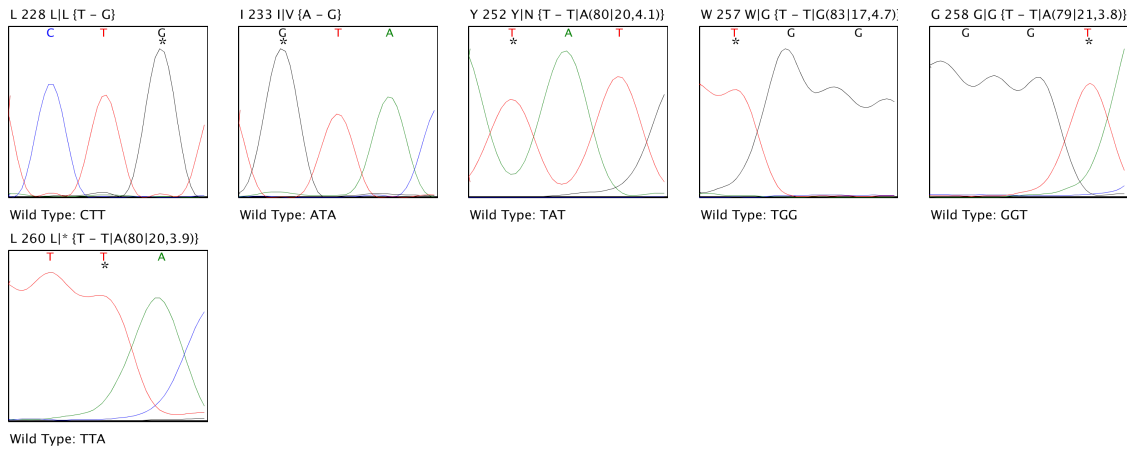 L 228 L|L {T - G}
C T G
*
Wild Type: CTT
I 233 I|V {A - G}
G T A
*
Wild Type: ATA
Y 252 Y|N {T - T|A(80|20,4.1)}
T A T
*
Wild Type: TAT
W 257 W|G {T - T|G(83|17,4.7)}
T G G
*
Wild Type: TGG
G 258 G|G {T - T|A(79|21,3.8)}
G G T
*
Wild Type: GGT
L 260 L|* {T - T|A(80|20,3.9)}
T T A
*
Wild Type: TTA